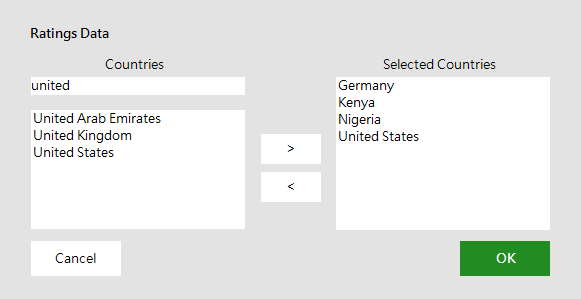 Ratings Data
Countries
united
United Arab Emirates
United Kingdom
United States
>
<
Selected Countries
Germany
Kenya
Nigeria
United States
Cancel
OK